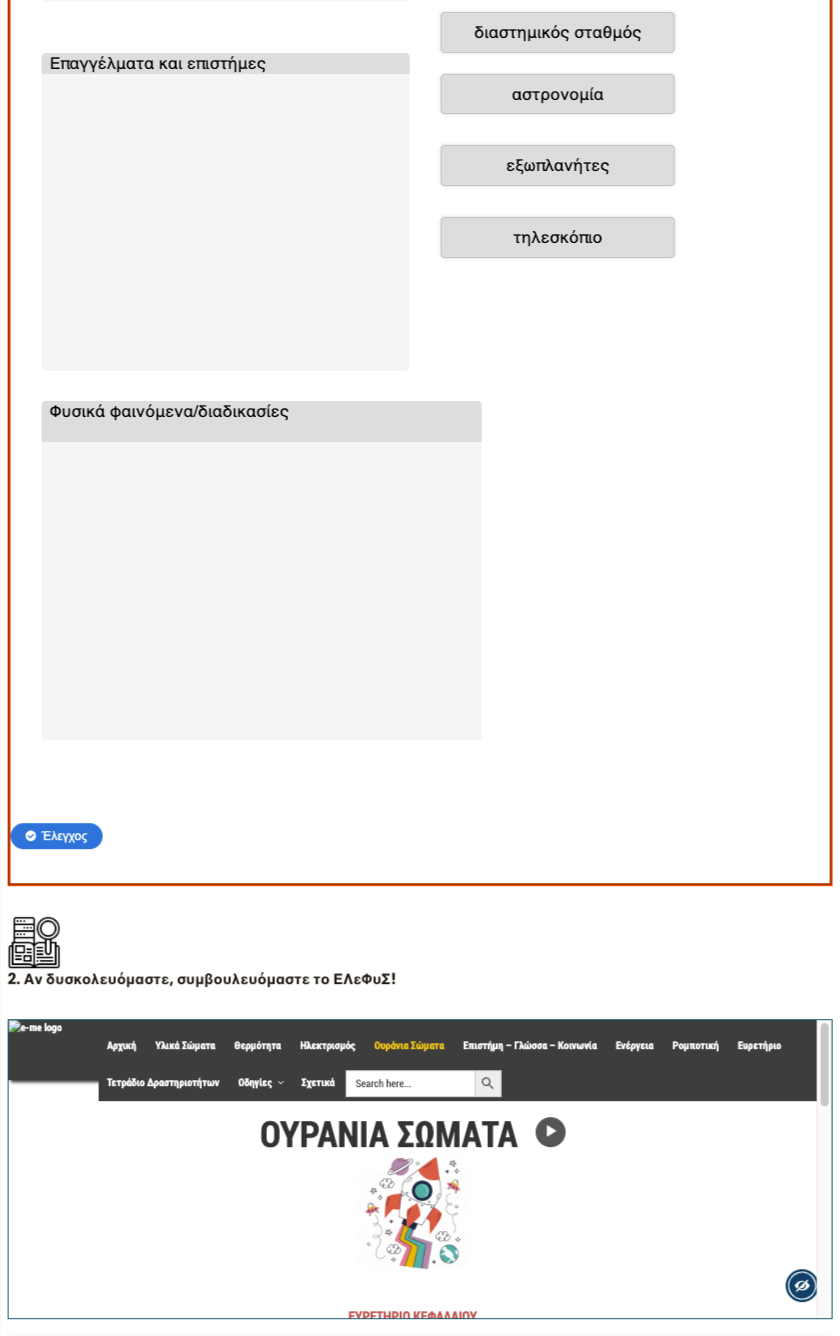 διαστημικός σταθμός
Επαγγέλματα και επιστήμες
αστρονομία
εξωπλανήτες
τηλεσκόπιο
Φυσικά φαινόμενα/διαδικασίες
Έλεγχος
2. Αν δυσκολευόμαστε, συμβουλευόμαστε το ΕΛεΦυΣ!
e-me logo
Αρχική Υλικά Σώματα Θερμότητα Ηλεκτρισμός Ουράνια Σώματα Επιστήμη – Γλώσσα – Κοινωνία Ενέργεια Ρομποτική Ευρετήριο
Τετράδιο Δραστηριοτήτων Οδηγίες Σχετικά Search here...
ΟΥΡΑΝΙΑ ΣΩΜΑΤΑ
ΕΥΡΕΤΗΡΙΟ ΚΕΦΑΛΑΙΟΥ